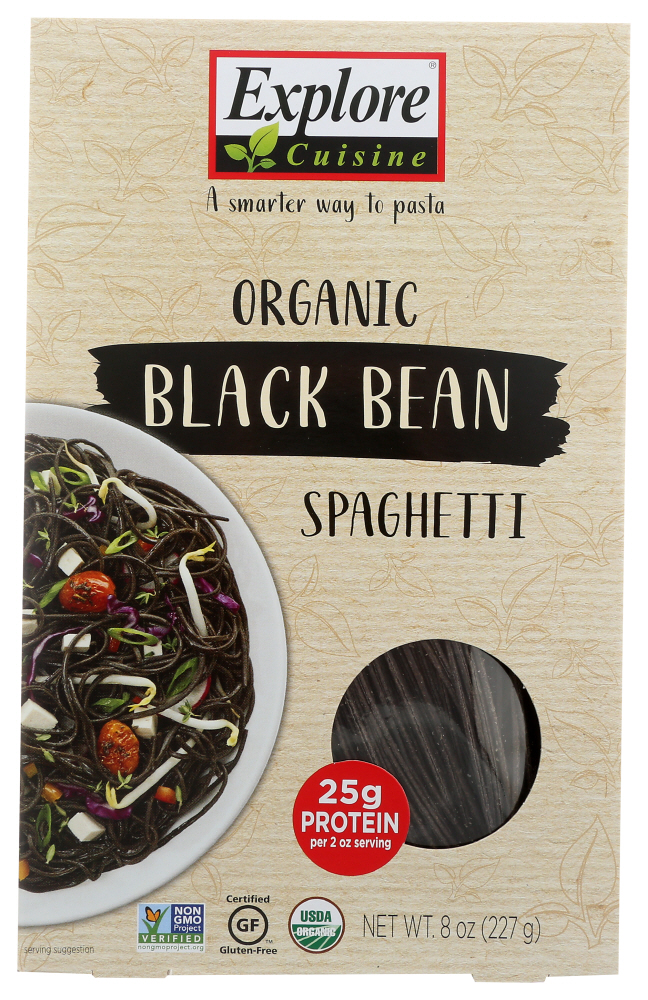 Explore®
Cuisine
A smarter way to pasta
ORGANIC
BLACK BEAN
SPAGHETTI
25g
PROTEIN
per 2 oz serving
NON
GMO
Project
VERIFIED
nongmoproject.org
Certified
GF
™
Gluten-Free
USDA
ORGANIC
NET WT. 8 oz (227 g)
serving suggestion